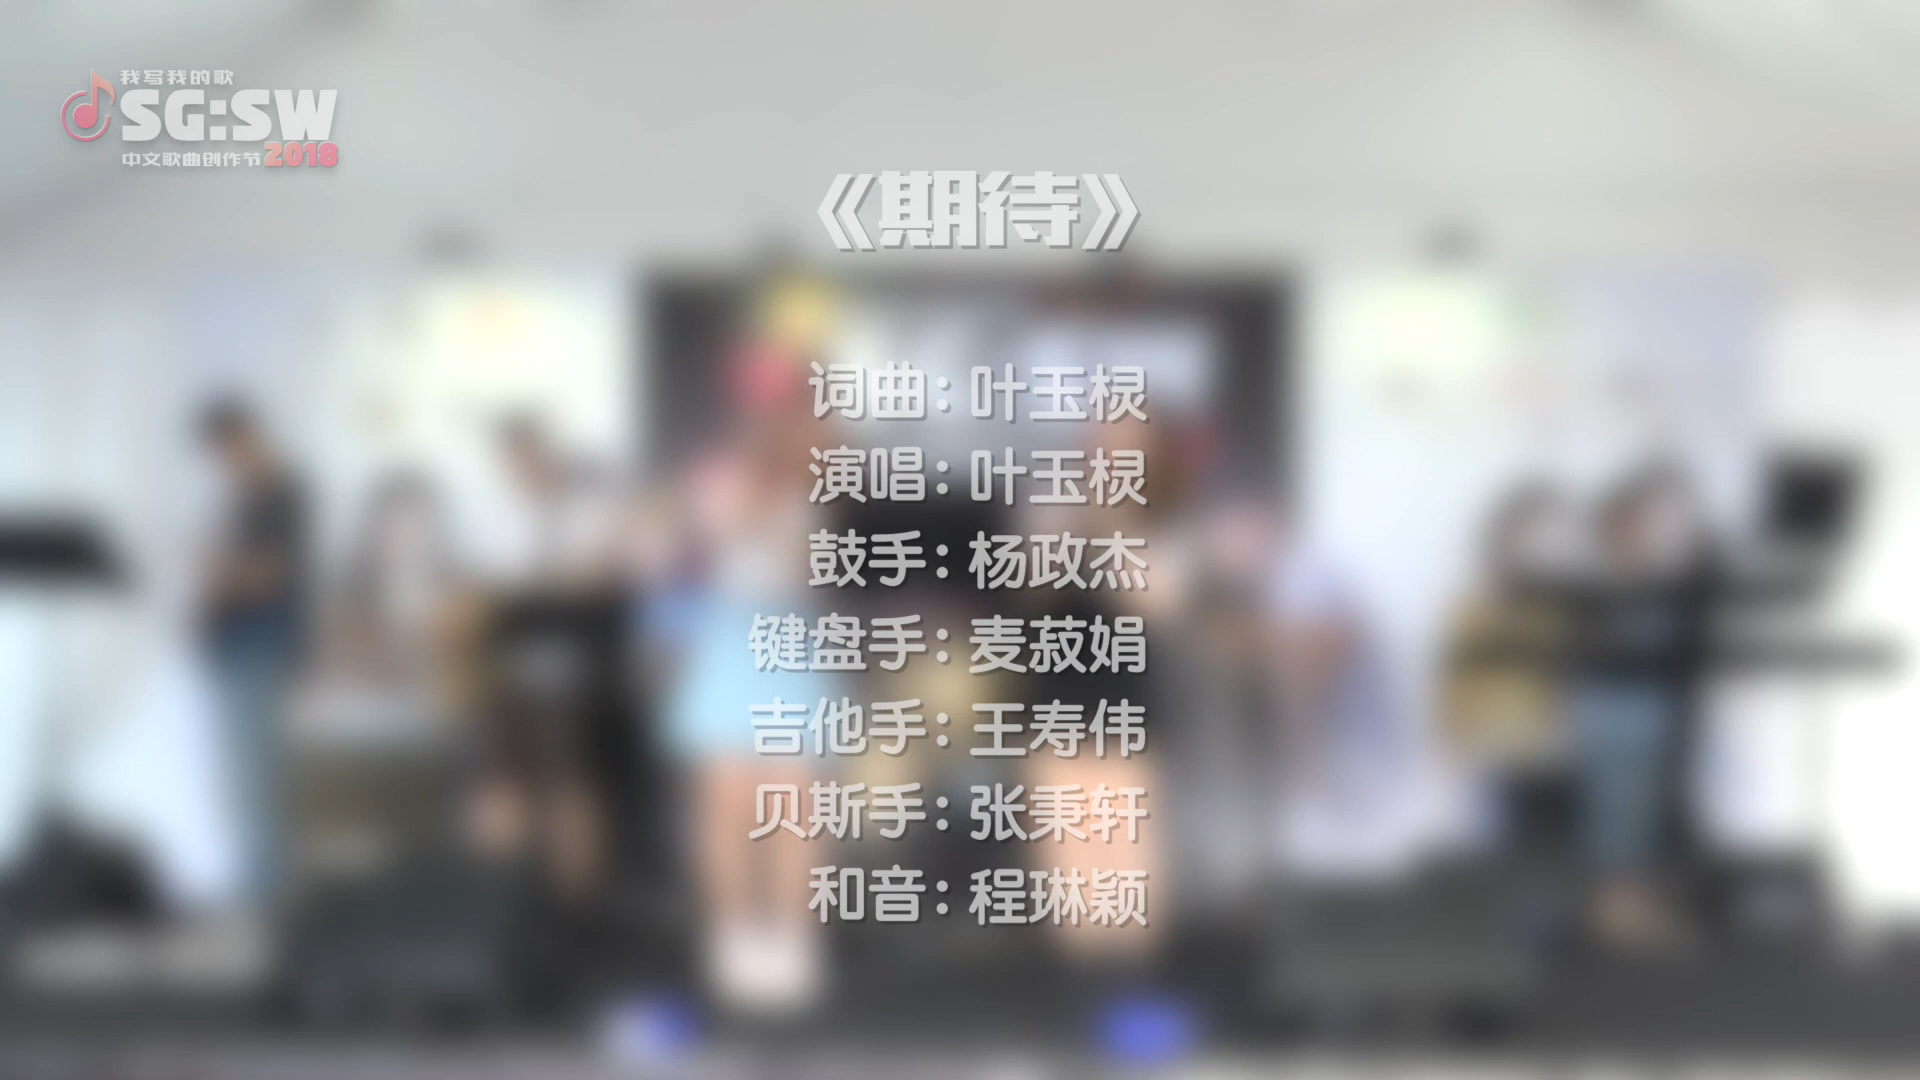 我写我的歌
SG:SW
中文歌曲创作节2018
《期待》
词曲：叶玉棂
演唱：叶玉棂
鼓手：杨政杰
键盘手：麦菽娟
吉他手：王寿伟
贝斯手：张秉轩
和音：程琳颖